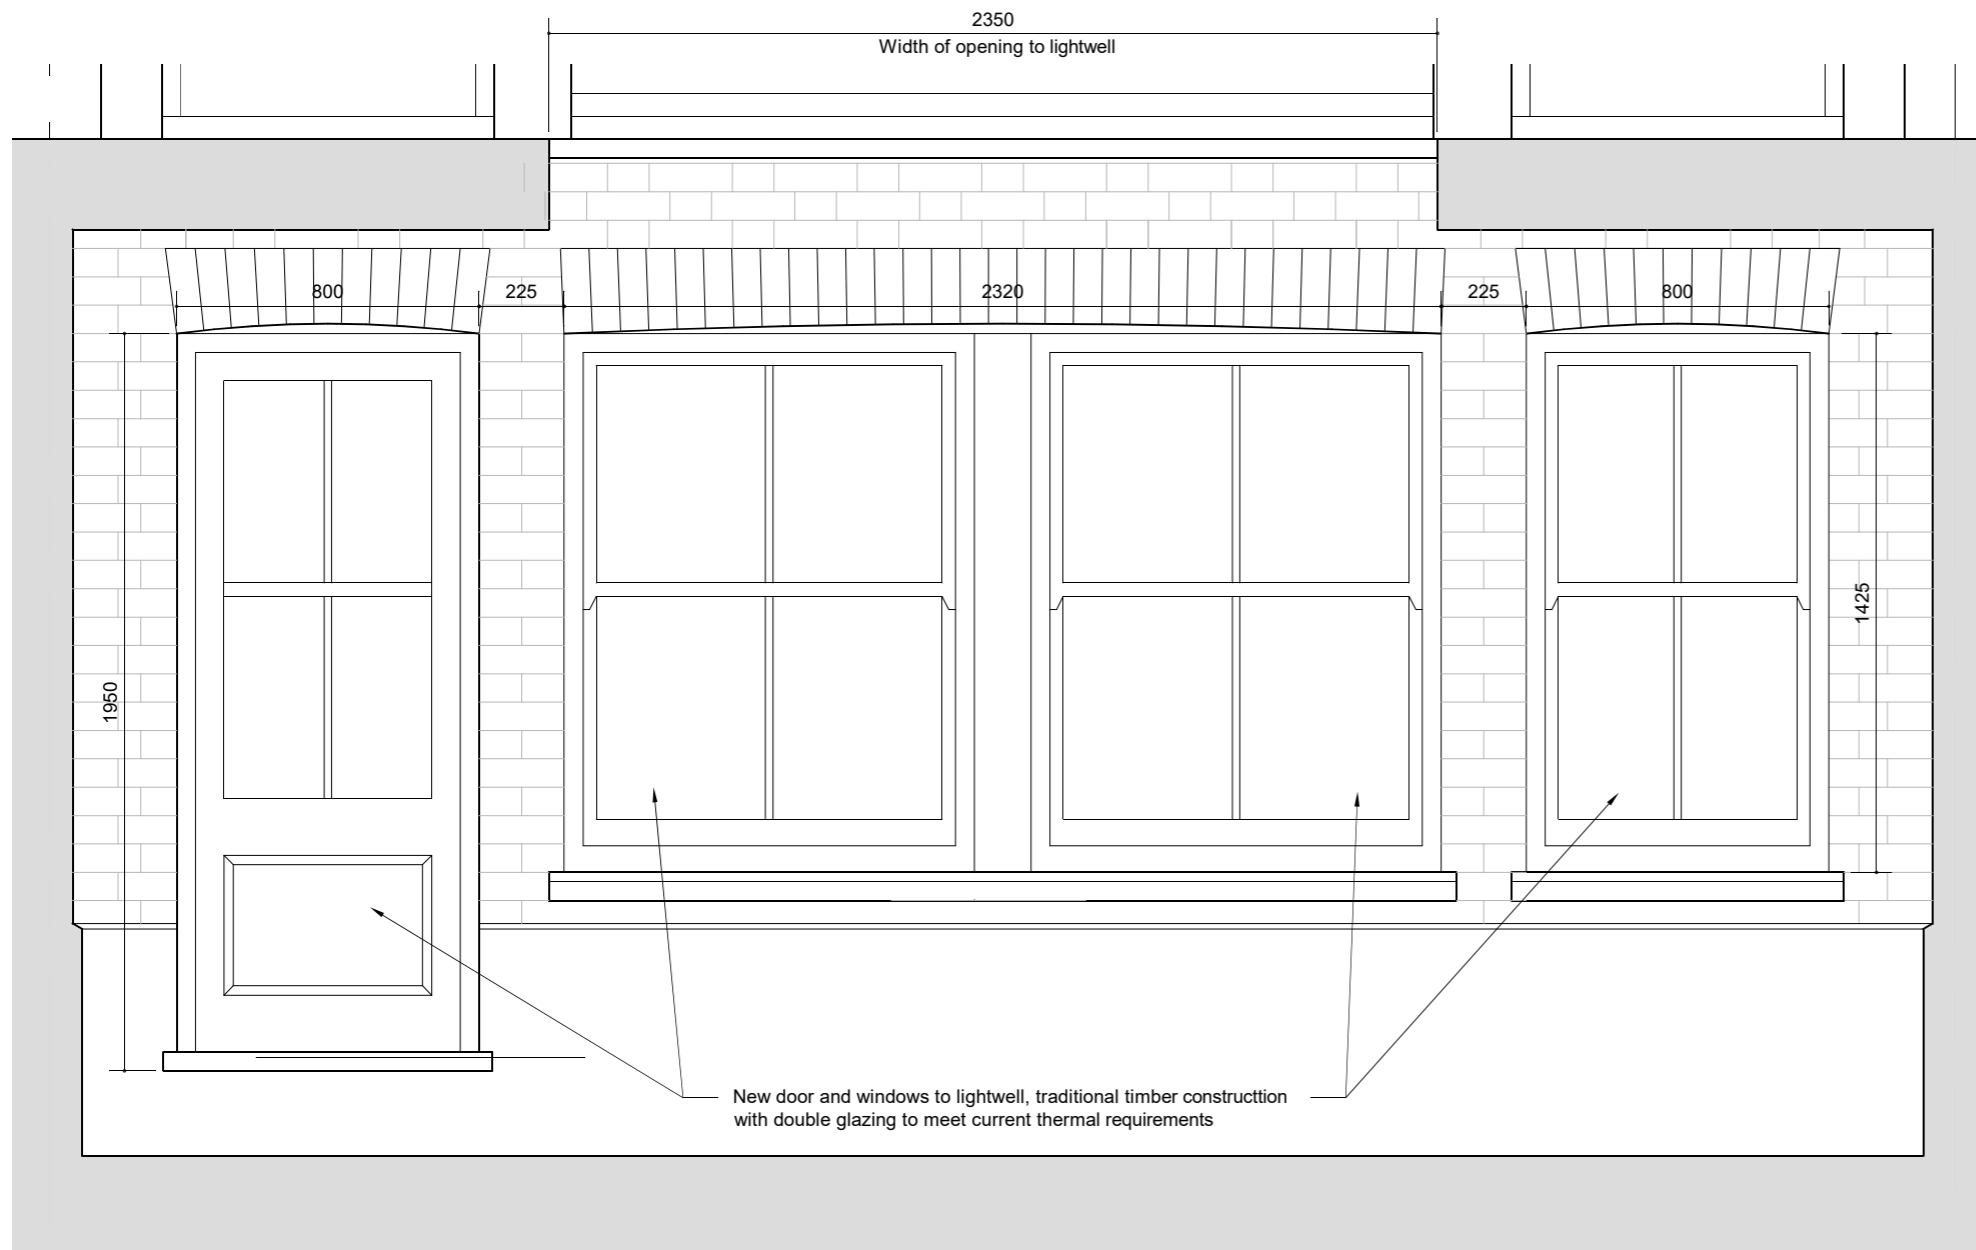 2350
Width of opening to lightwell
800
225
2320
225
800
1950
1425
New door and windows to lightwell, traditional timber constructtion
with double glazing to meet current thermal requirements